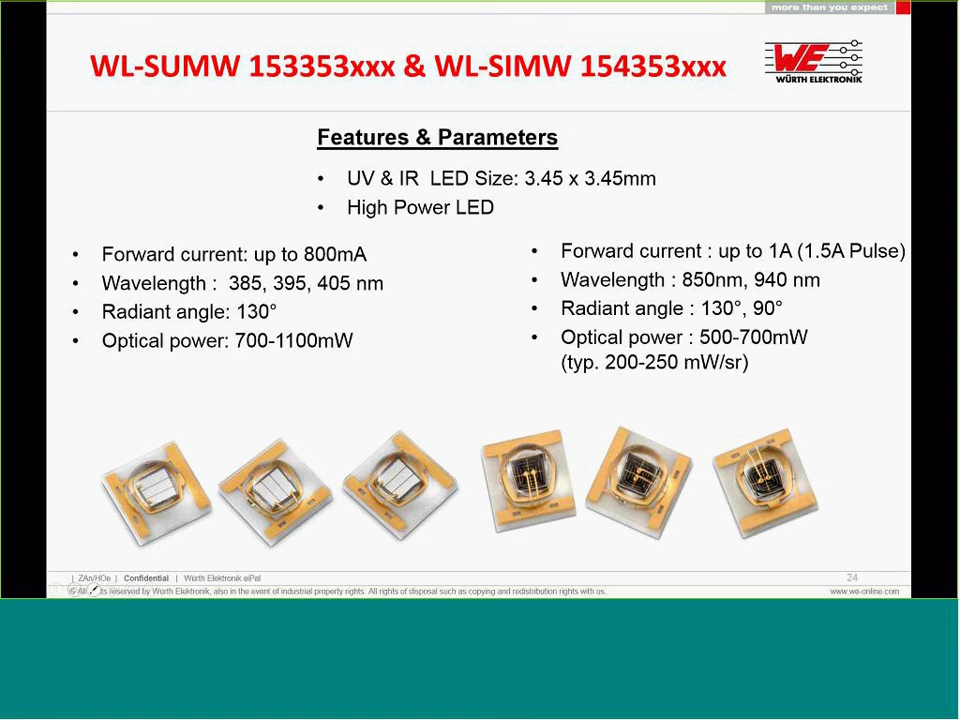 more than you expect
WL-SUMW 153353xxx & WL-SIMW 154353xxx
WE
WÜRTH ELEKTRONIK
Features & Parameters
• UV & IR LED Size: 3.45 x 3.45mm
• High Power LED
• Forward current: up to 800mA
• Wavelength : 385, 395, 405 nm
• Radiant angle: 130°
• Optical power: 700-1100mW
• Forward current : up to 1A (1.5A Pulse)
• Wavelength : 850nm, 940 nm
• Radiant angle : 130°, 90°
• Optical power : 500-700mW
(typ. 200-250 mW/sr)
| ZAn/HOe | Confidential | Würth Elektronik eiPal
24
reserved by Wurth Elektronik, also in the event of industrial property rights. All rights of disposal such as copying and redistribution rights with us.
www.we-online.com